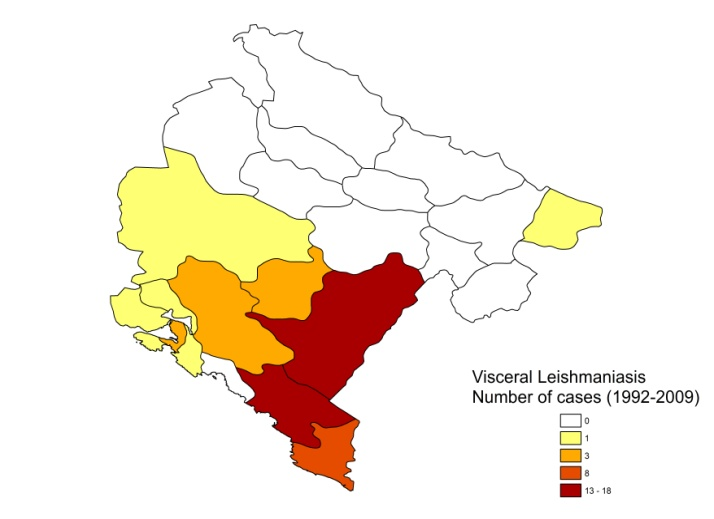 Visceral Leishmaniasis
Number of cases (1992-2009)
0
1
3
8
13 - 18